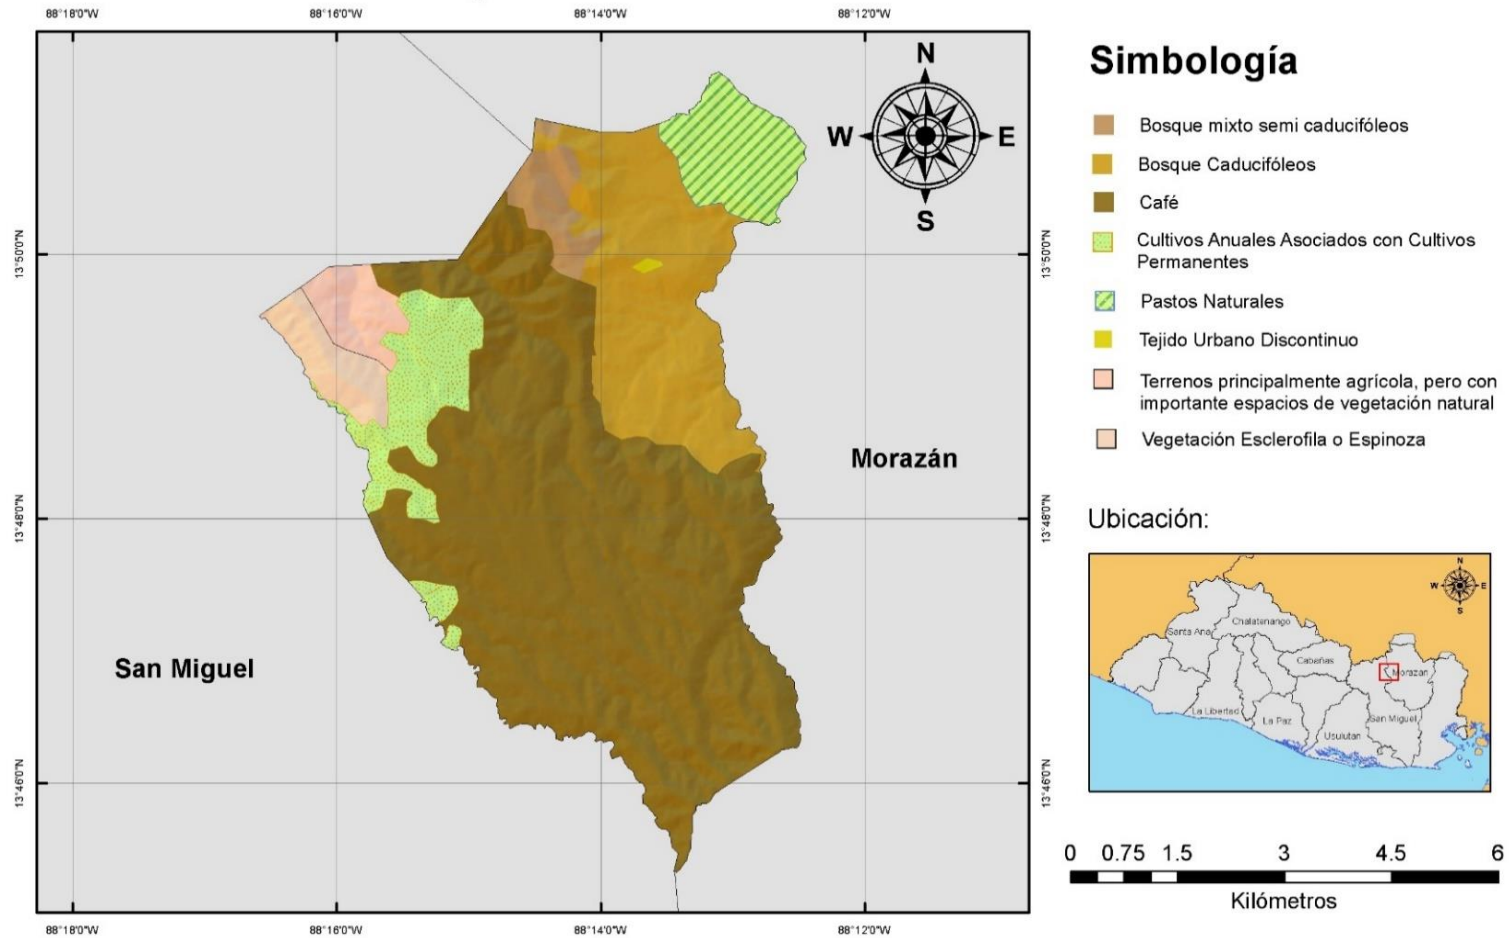 88°18'0"W 88°16'0"W 88°14'0"W 88°12'0"W
N
W E
S
13°50'0"N 13°50'0"N
13°48'0"N 13°48'0"N
13°46'0"N 13°46'0"N
Morazán
San Miguel
88°18'0"W 88°16'0"W 88°14'0"W 88°12'0"W
Simbología
Bosque mixto semi caducifóleos
Bosque Caducifóleos
Café
Cultivos Anuales Asociados con Cultivos
Permanentes
Pastos Naturales
Tejido Urbano Discontinuo
Terrenos principalmente agrícola, pero con
importante espacios de vegetación natural
Vegetación Esclerofila o Espinoza
Ubicación:
N
W E
S
Santa Ana
Chalatenango
Cabañas
Morazan
La Libertad
La Paz
San Miguel
Usulutan
0 0.75 1.5 3 4.5 6
Kilómetros